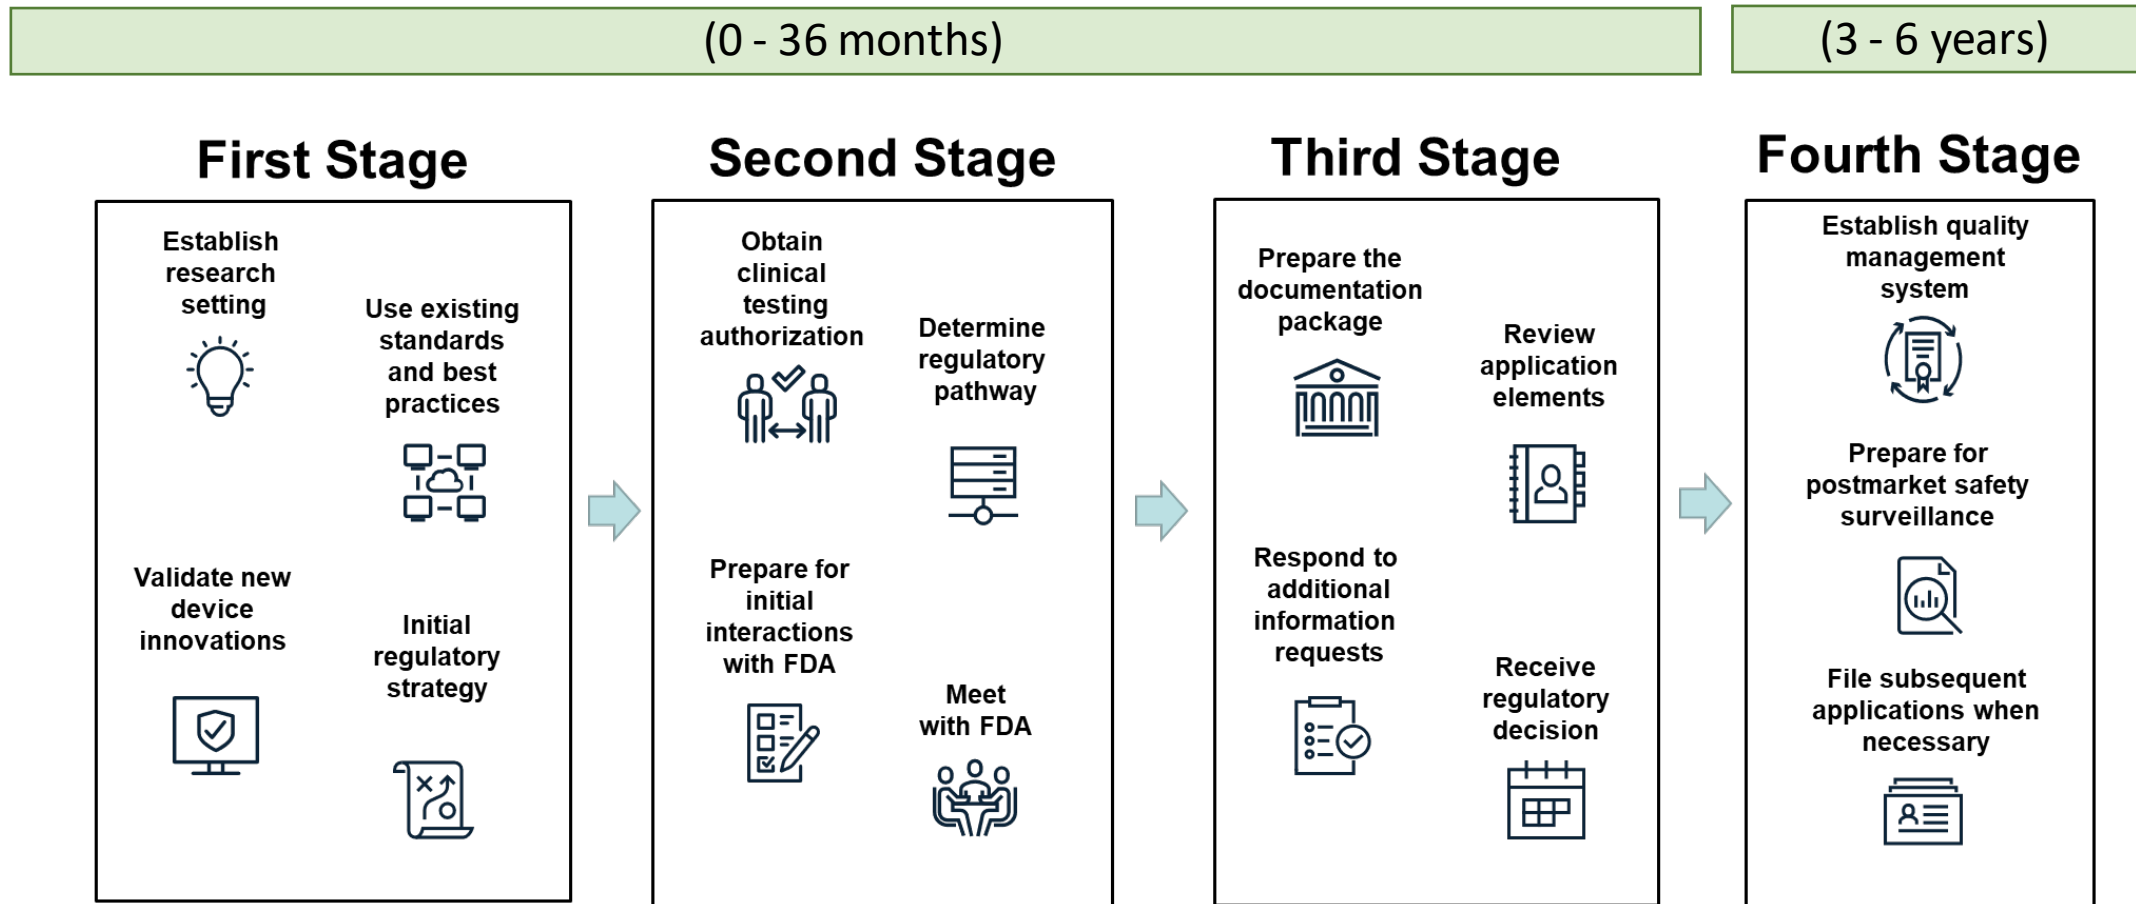 (0 - 36 months)
(3 - 6 years)
First Stage
Establish
research
setting
Use existing
standards
and best
practices
Validate new
device
innovations
Initial
regulatory
strategy
Second Stage
Obtain
clinical
testing
authorization
Determine
regulatory
pathway
Prepare for
initial
interactions
with FDA
Meet
with FDA
Third Stage
Prepare the
documentation
package
Review
application
elements
Respond to
additional
information
requests
Receive
regulatory
decision
Fourth Stage
Establish quality
management
system
Prepare for
postmarket safety
surveillance
File subsequent
applications when
necessary